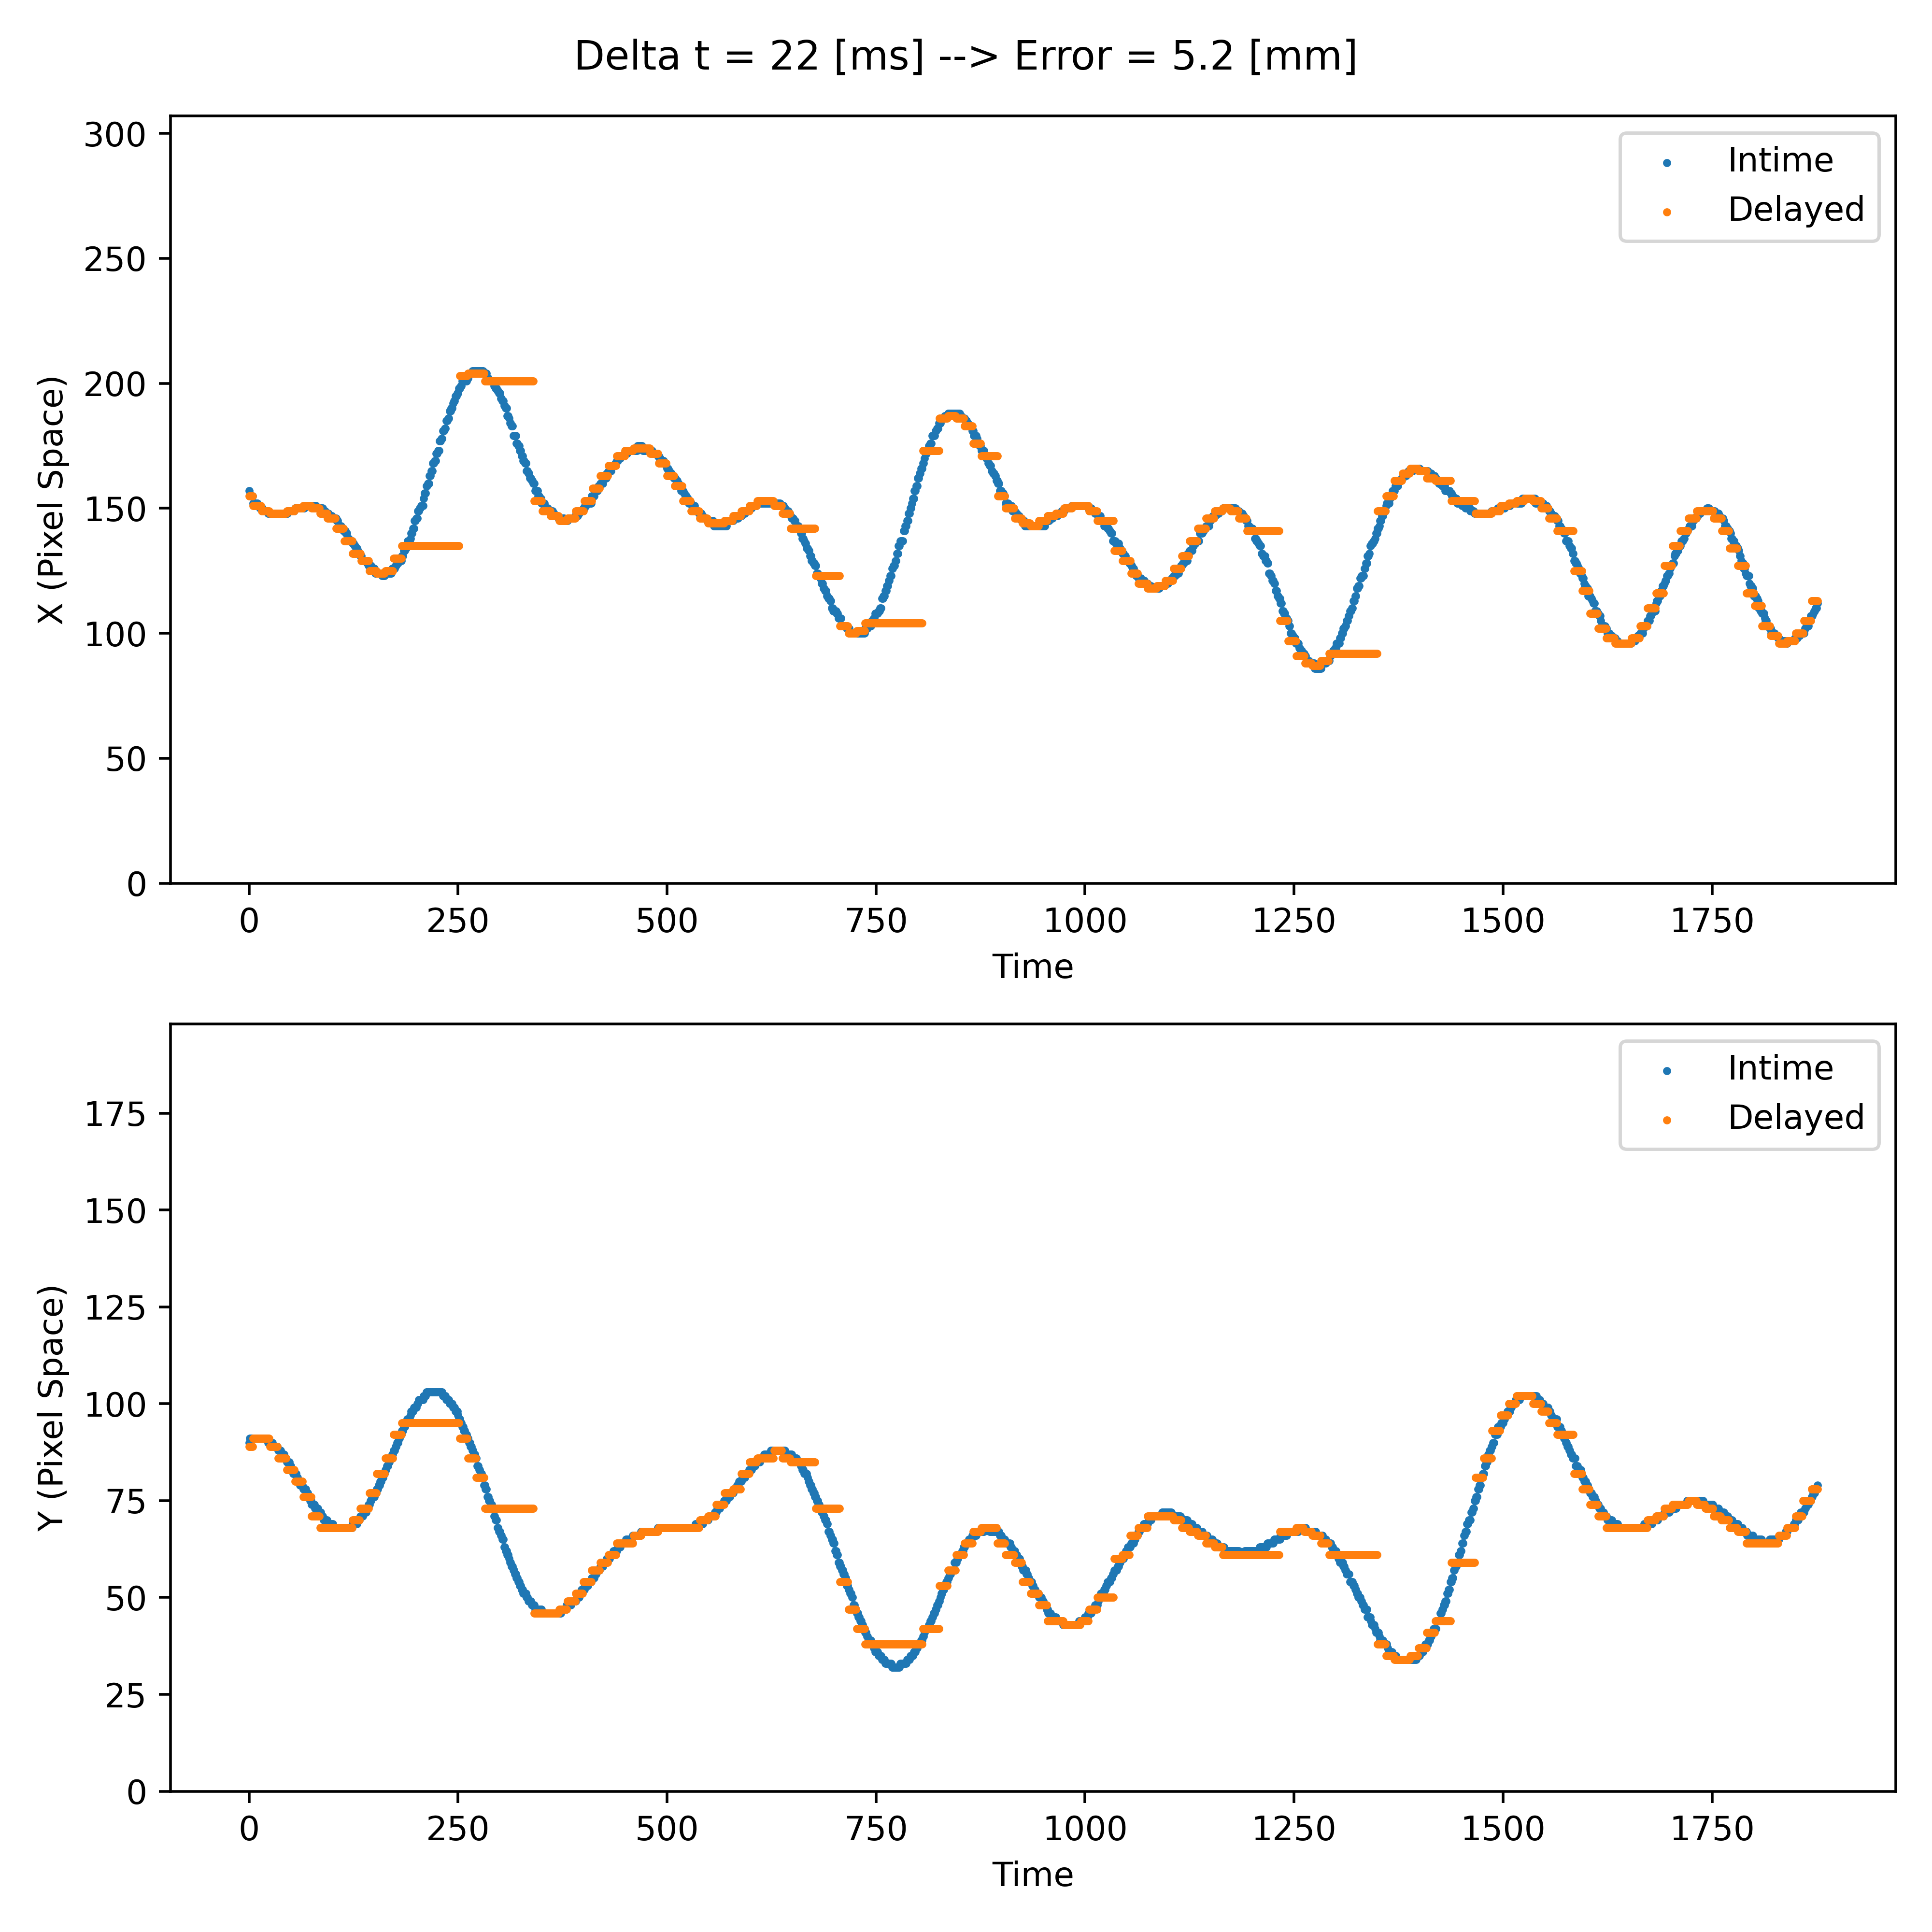 Delta t = 22 [ms] --> Error = 5.2 [mm]
300
250
200
150
100
50
0
X (Pixel Space)
Intime
Delayed
0 250 500 750 1000 1250 1500 1750
Time
175
150
125
100
75
50
25
0
Y (Pixel Space)
Intime
Delayed
0 250 500 750 1000 1250 1500 1750
Time